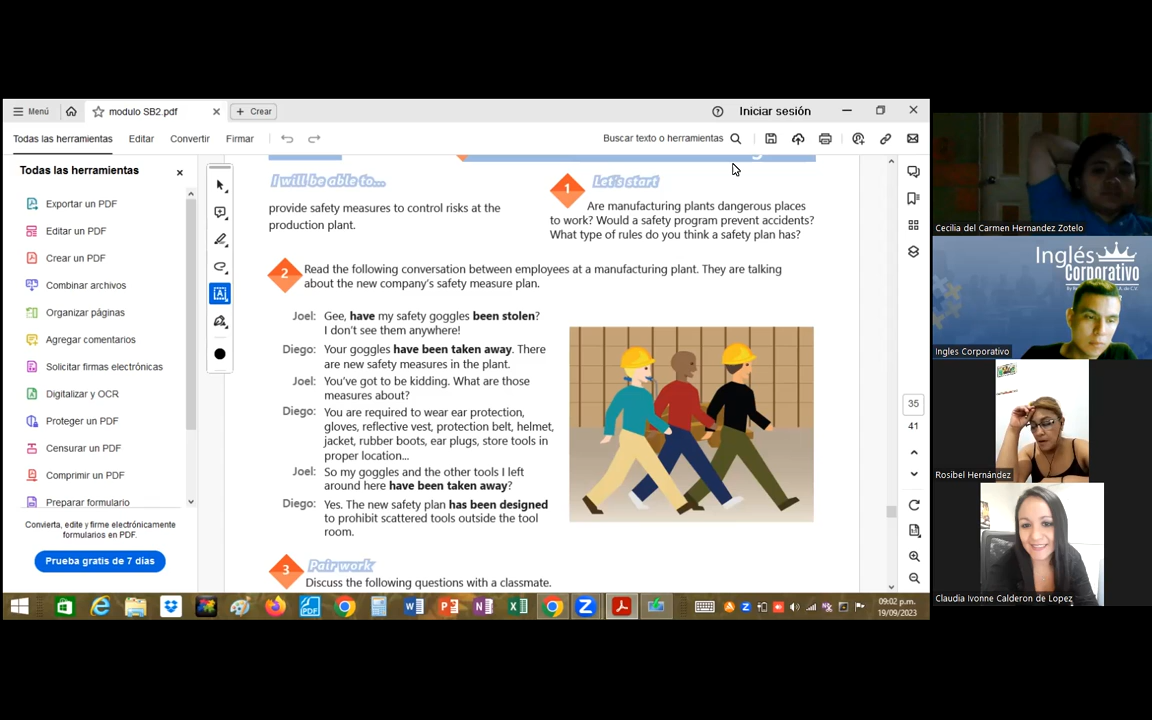 Menú
modulo SB2.pdf
Crear
Iniciar sesión
Todas las herramientas
Editar
Convertir
Firmar
Buscar texto o herramientas
Todas las herramientas
Exportar un PDF
Editar un PDF
Crear un PDF
Combinar archivos
Organizar páginas
Agregar comentarios
Solicitar firmas electrónicas
Digitalizar y OCR
Proteger un PDF
Censurar un PDF
Comprimir un PDF
Preparar formulario
Convierta, edite y firme electrónicamente
formularios en PDF.
Prueba gratis de 7 días
I will be able to...
provide safety measures to control risks at the
production plant.
1 Let's start
Are manufacturing plants dangerous places
to work? Would a safety program prevent accidents?
What type of rules do you think a safety plan has?
2 Read the following conversation between employees at a manufacturing plant. They are talking
about the new company's safety measure plan.
Joel: Gee, have my safety goggles been stolen?
I don't see them anywhere!
Diego: Your goggles have been taken away. There
are new safety measures in the plant.
Joel: You've got to be kidding. What are those
measures about?
Diego: You are required to wear ear protection,
gloves, reflective vest, protection belt, helmet,
jacket, rubber boots, ear plugs, store tools in
proper location...
Joel: So my goggles and the other tools I left
around here have been taken away?
Diego: Yes. The new safety plan has been designed
to prohibit scattered tools outside the tool
room.
3 Pair work
Discuss the following questions with a classmate.
35
41
09:02 p.m.
19/09/2023
Cecilia del Carmen Hernandez Zotelo
Inglés
Corporativo
Ingles Corporativo
Rosibel Hernández
Claudia Ivonne Calderon de Lopez